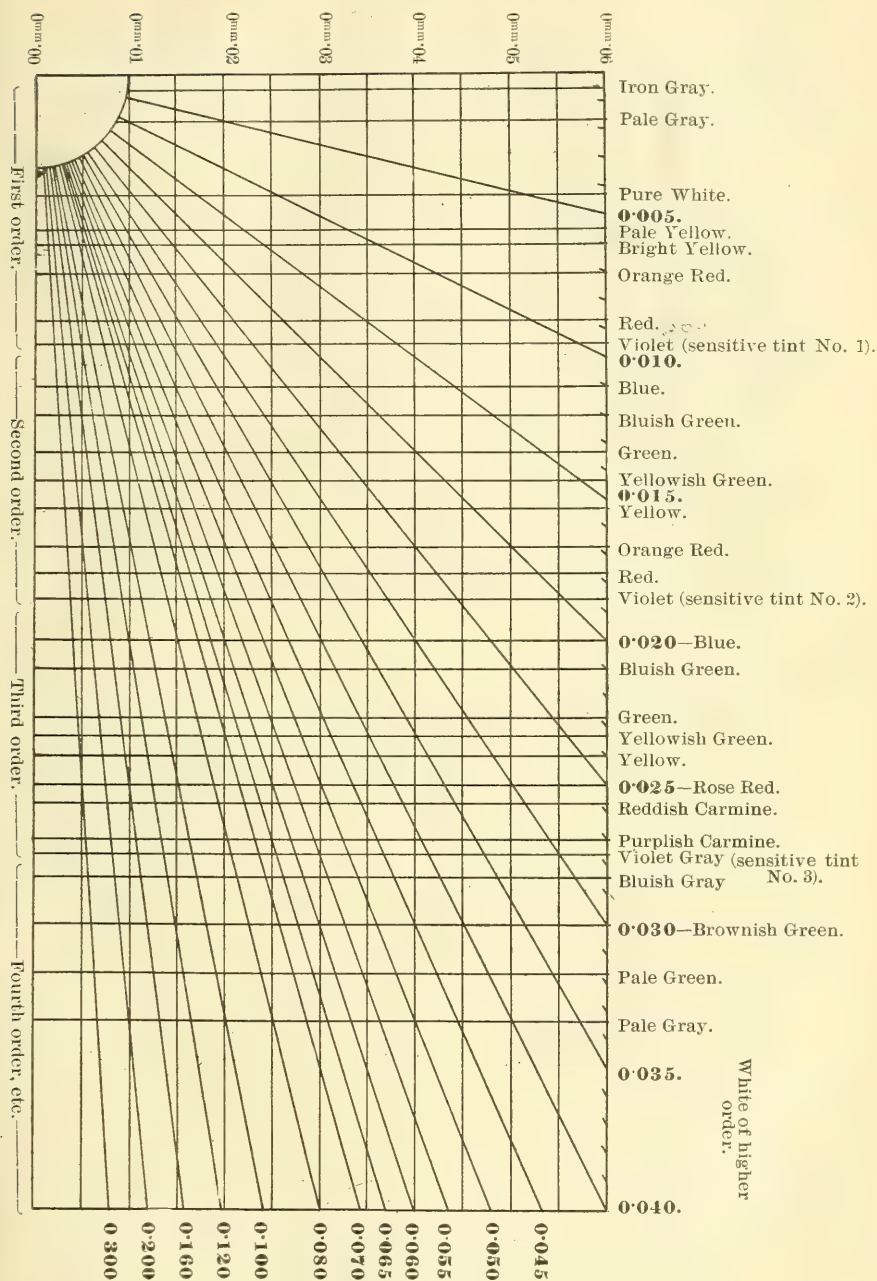 0mm·00
0mm·01
0mm·02
0mm·03
0mm·04
0mm·05
0mm·06
Iron Gray.
Pale Gray.
Pure White.
0·005.
Pale Yellow.
Bright Yellow.
Orange Red.
Red.
Violet (sensitive tint No. 1).
0·010.
Blue.
Bluish Green.
Green.
Yellowish Green.
0·015.
Yellow.
Orange Red.
Red.
Violet (sensitive tint No. 2).
0·020—Blue.
Bluish Green.
Green.
Yellowish Green.
Yellow.
0·025—Rose Red.
Reddish Carmine.
Purplish Carmine.
Violet Gray (sensitive tint
No. 3).
Bluish Gray
0·030—Brownish Green.
Pale Green.
Pale Gray.
0·035.
White of higher
order.
0·040.
First order.
Second order.
Third order.
Fourth order, etc.
0·300
0·200
0·160
0·120
0·100
0·080
0·070
0·065
0·060
0·055
0·050
0·045